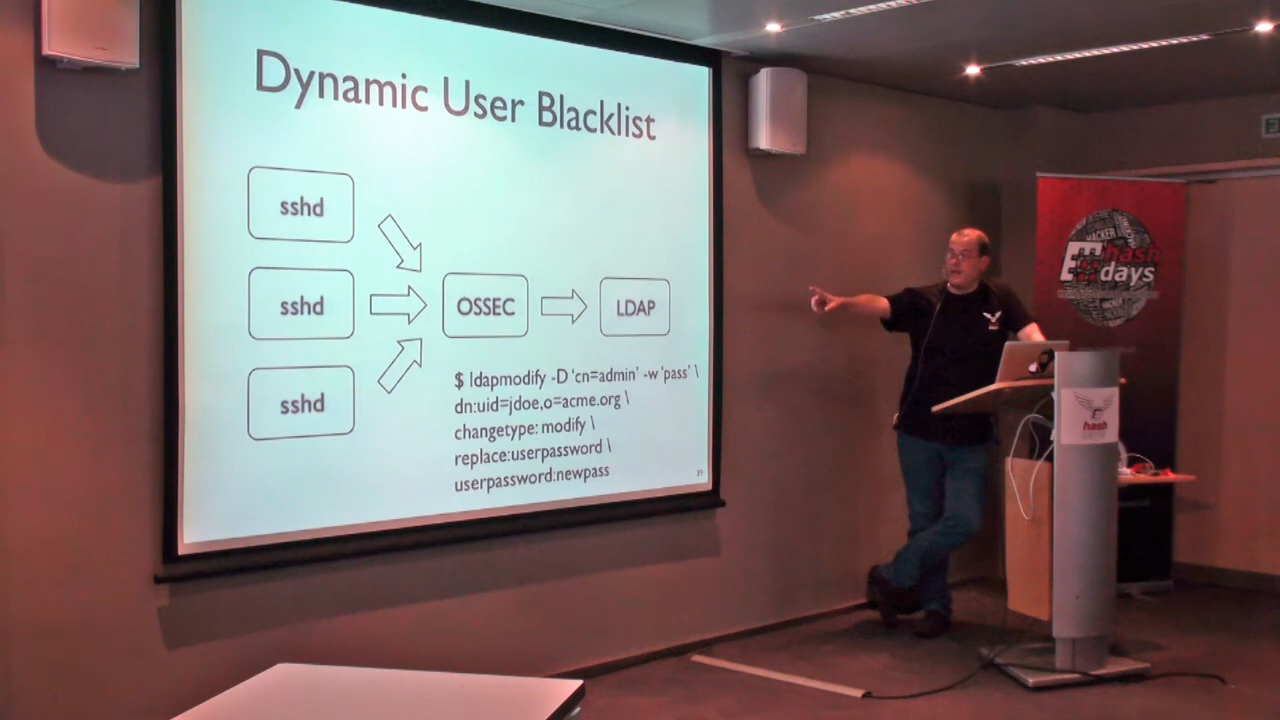 Dynamic User Blacklist
sshd
sshd
OSSEC
LDAP
sshd
$ ldapmodify -D ‘cn=admin’ -w ‘pass’ \
dn:uid=jdoe,o=acme.org \
changetype: modify \
replace:userpassword \
userpassword:newpass
HACKER
hash
days
hash